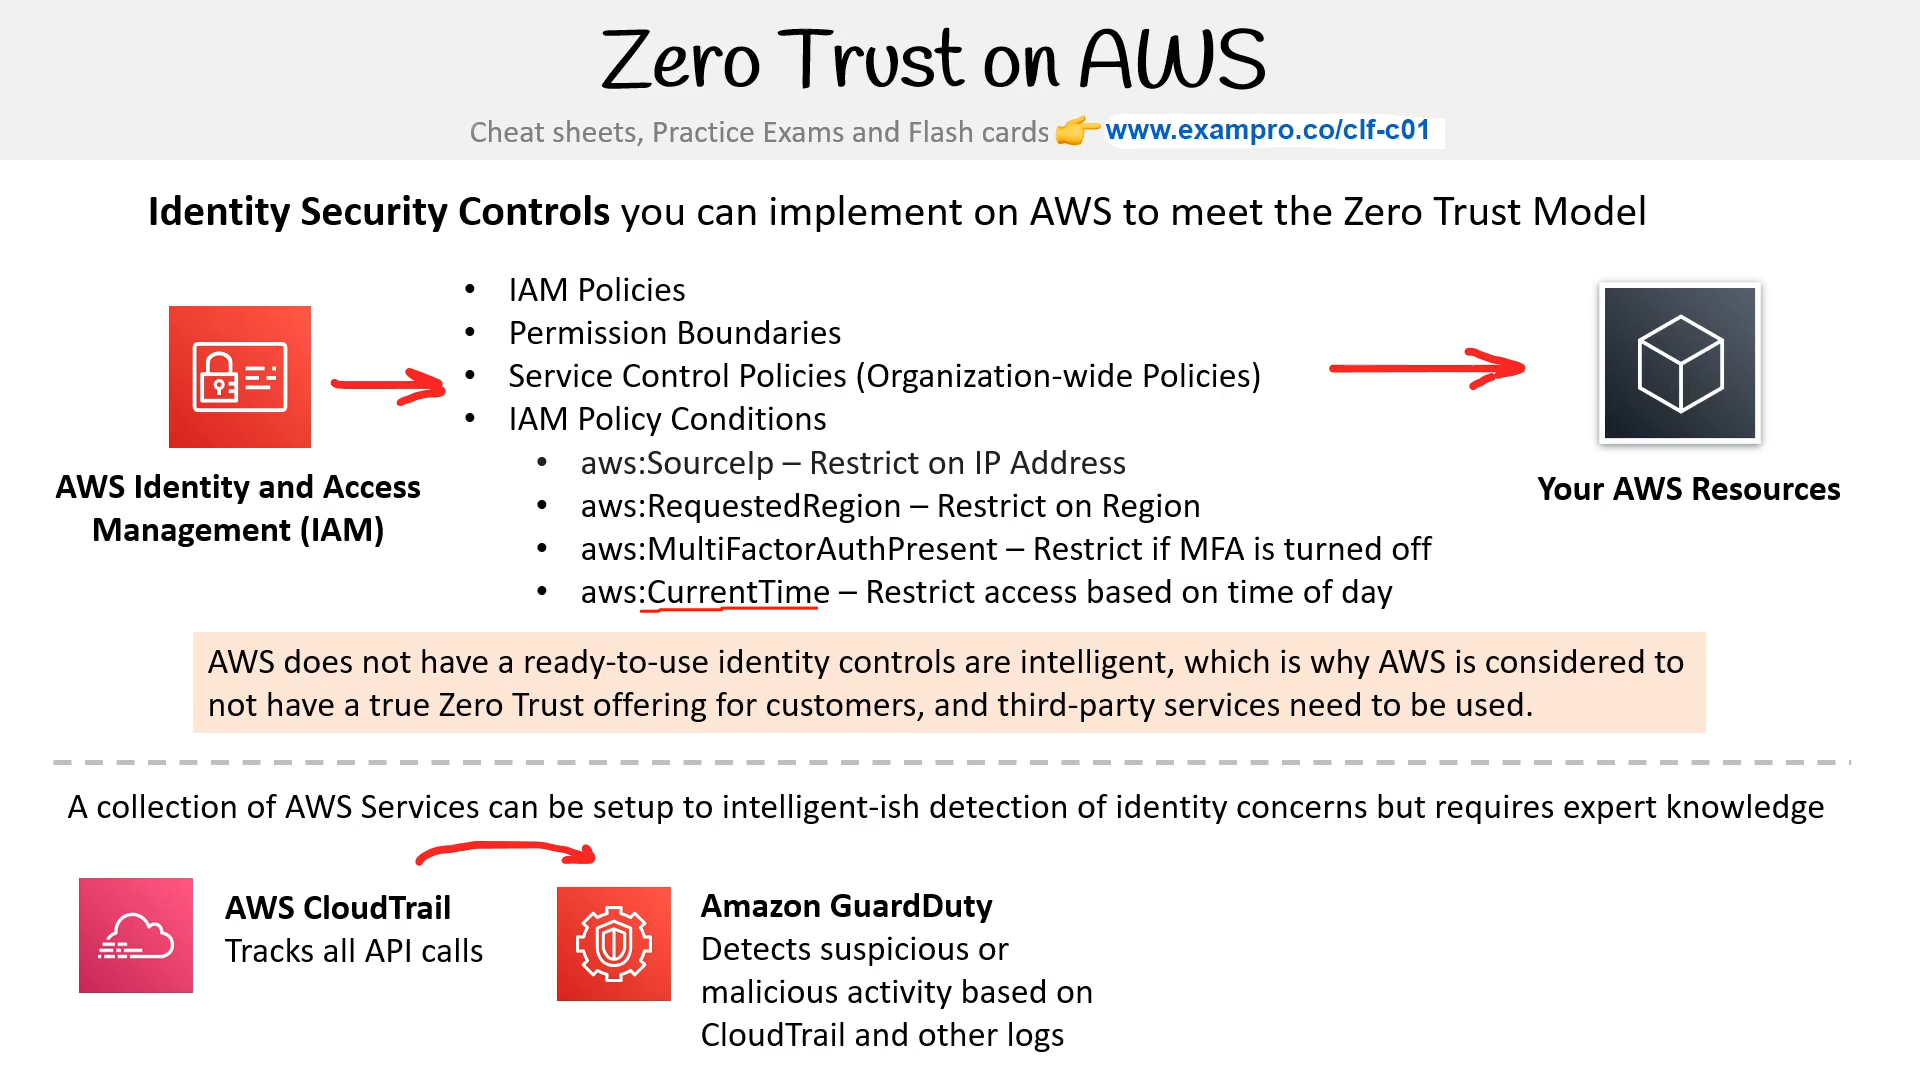 Zero Trust on AWS
Cheat sheets, Practice Exams and Flash cards 👉 www.exampro.co/clf-c01
Identity Security Controls you can implement on AWS to meet the Zero Trust Model
AWS Identity and Access
Management (IAM)
• IAM Policies
• Permission Boundaries
• Service Control Policies (Organization-wide Policies)
• IAM Policy Conditions
• aws:SourceIp – Restrict on IP Address
• aws:RequestedRegion – Restrict on Region
• aws:MultiFactorAuthPresent – Restrict if MFA is turned off
• aws:CurrentTime – Restrict access based on time of day
Your AWS Resources
AWS does not have a ready-to-use identity controls are intelligent, which is why AWS is considered to
not have a true Zero Trust offering for customers, and third-party services need to be used.
A collection of AWS Services can be setup to intelligent-ish detection of identity concerns but requires expert knowledge
AWS CloudTrail
Tracks all API calls
Amazon GuardDuty
Detects suspicious or
malicious activity based on
CloudTrail and other logs